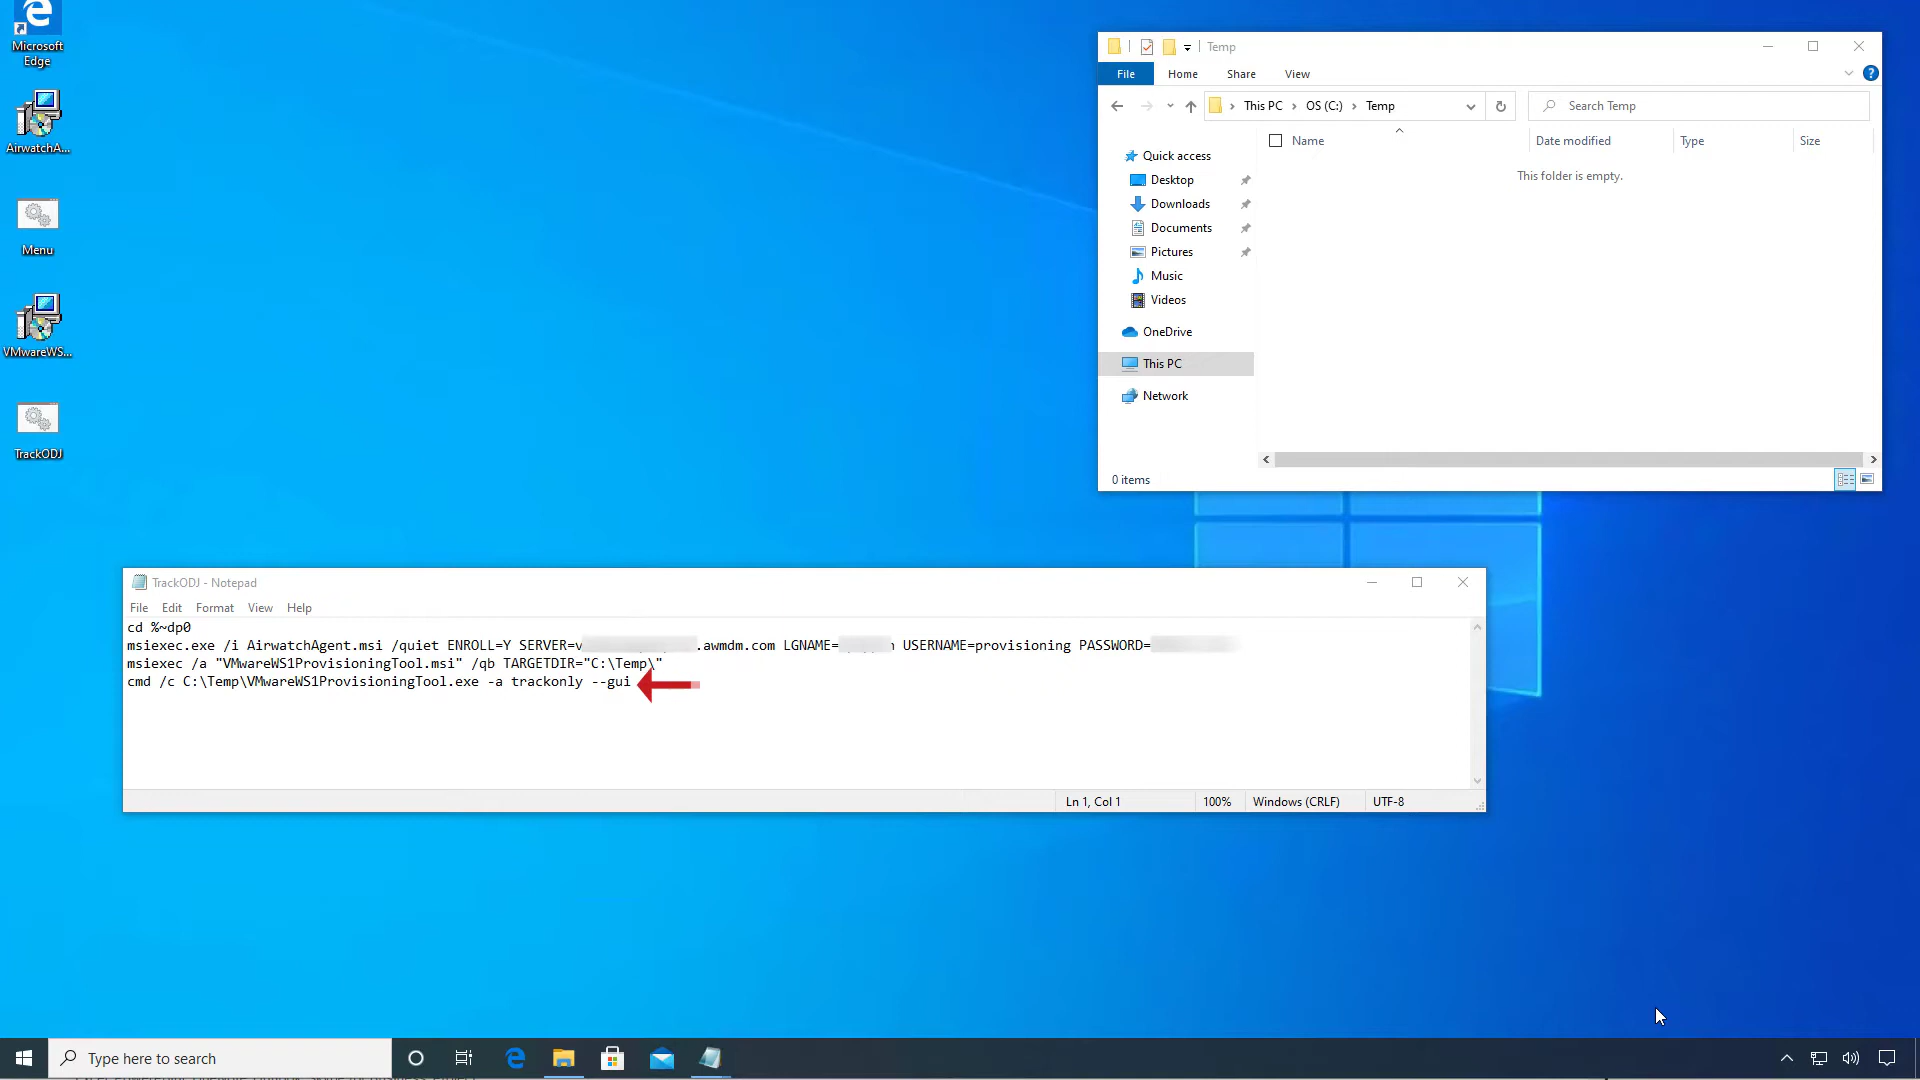 Microsoft
Edge
AirwatchA...
Menu
VMwareWS...
TrackODJ
Temp
File Home Share View
This PC OS (C:) Temp
Search Temp
Name Date modified Type Size
This folder is empty.
Quick access
Desktop
Downloads
Documents
Pictures
Music
Videos
OneDrive
This PC
Network
0 items
TrackODJ - Notepad
File Edit Format View Help
cd %~dp0
msiexec.exe /i AirwatchAgent.msi /quiet ENROLL=Y SERVER=v .awmdm.com LGNAME= USERNAME=provisioning PASSWORD=
msiexec /a "VMwareWS1ProvisioningTool.msi" /qb TARGETDIR="C:\Temp\"
cmd /c C:\Temp\VMwareWS1ProvisioningTool.exe -a trackonly --gui
Ln 1, Col 1 100% Windows (CRLF) UTF-8
Type here to search